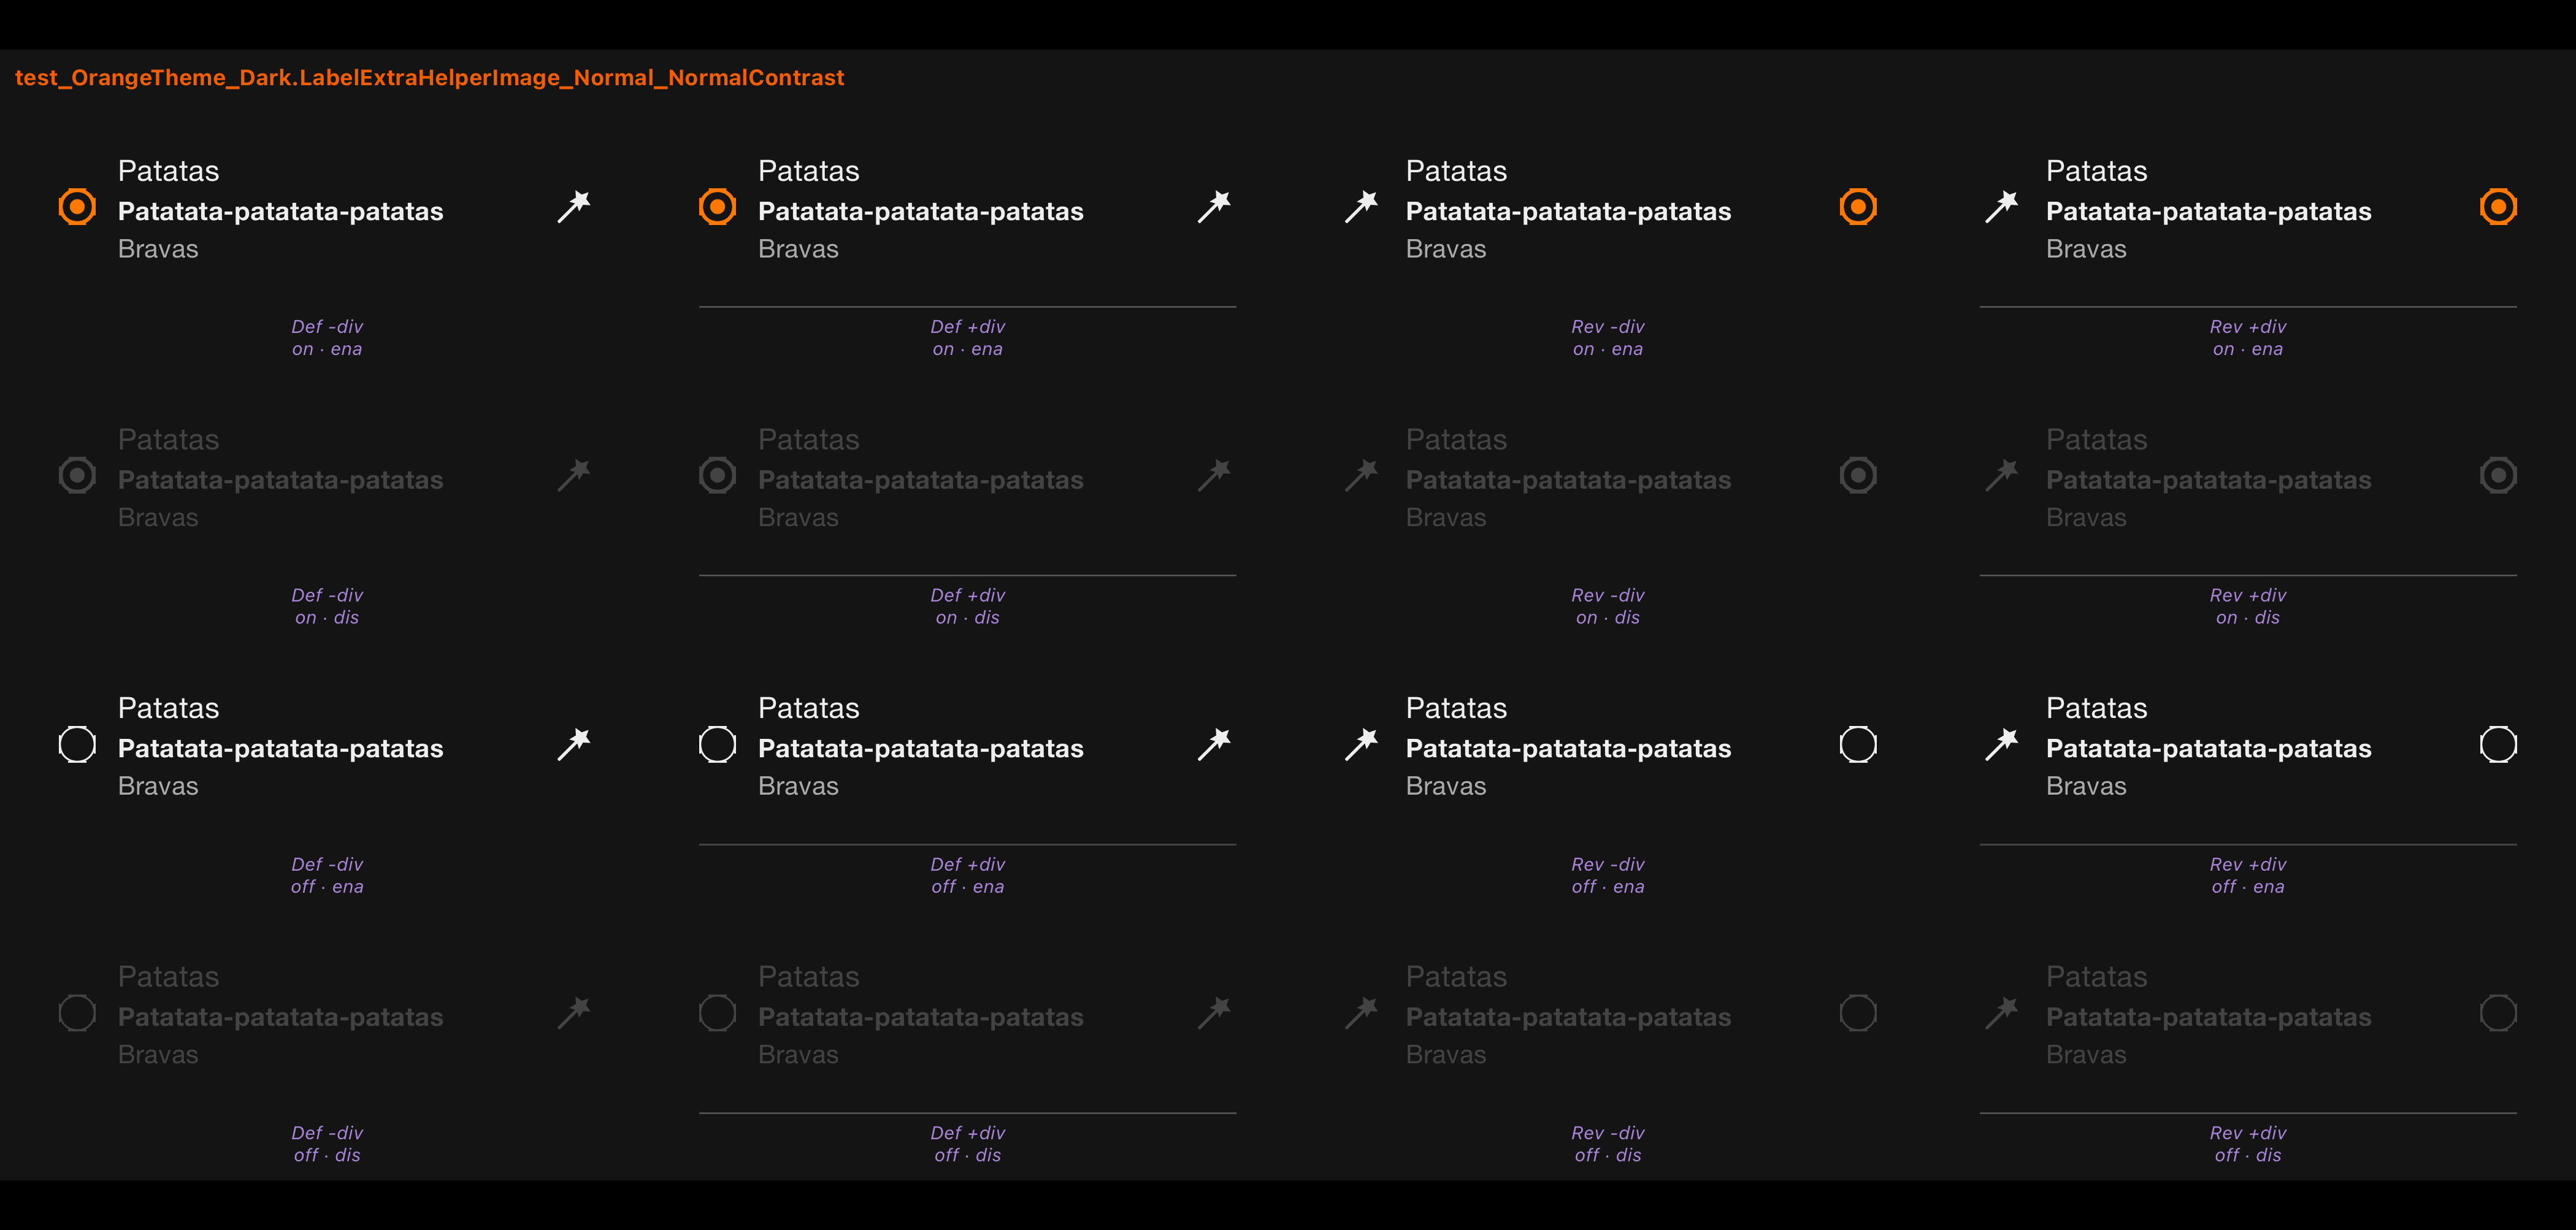 test_OrangeTheme_Dark.LabelExtraHelperImage_Normal_NormalContrast
Patatas
Patatata-patatata-patatas
Bravas
Def -div
on · ena
Patatas
Patatata-patatata-patatas
Bravas
Def +div
on · ena
Patatas
Patatata-patatata-patatas
Bravas
Rev -div
on · ena
Patatas
Patatata-patatata-patatas
Bravas
Rev +div
on · ena
Patatas
Patatata-patatata-patatas
Bravas
Def -div
on · dis
Patatas
Patatata-patatata-patatas
Bravas
Def +div
on · dis
Patatas
Patatata-patatata-patatas
Bravas
Rev -div
on · dis
Patatas
Patatata-patatata-patatas
Bravas
Rev +div
on · dis
Patatas
Patatata-patatata-patatas
Bravas
Def -div
off · ena
Patatas
Patatata-patatata-patatas
Bravas
Def +div
off · ena
Patatas
Patatata-patatata-patatas
Bravas
Rev -div
off · ena
Patatas
Patatata-patatata-patatas
Bravas
Rev +div
off · ena
Patatas
Patatata-patatata-patatas
Bravas
Def -div
off · dis
Patatas
Patatata-patatata-patatas
Bravas
Def +div
off · dis
Patatas
Patatata-patatata-patatas
Bravas
Rev -div
off · dis
Patatas
Patatata-patatata-patatas
Bravas
Rev +div
off · dis